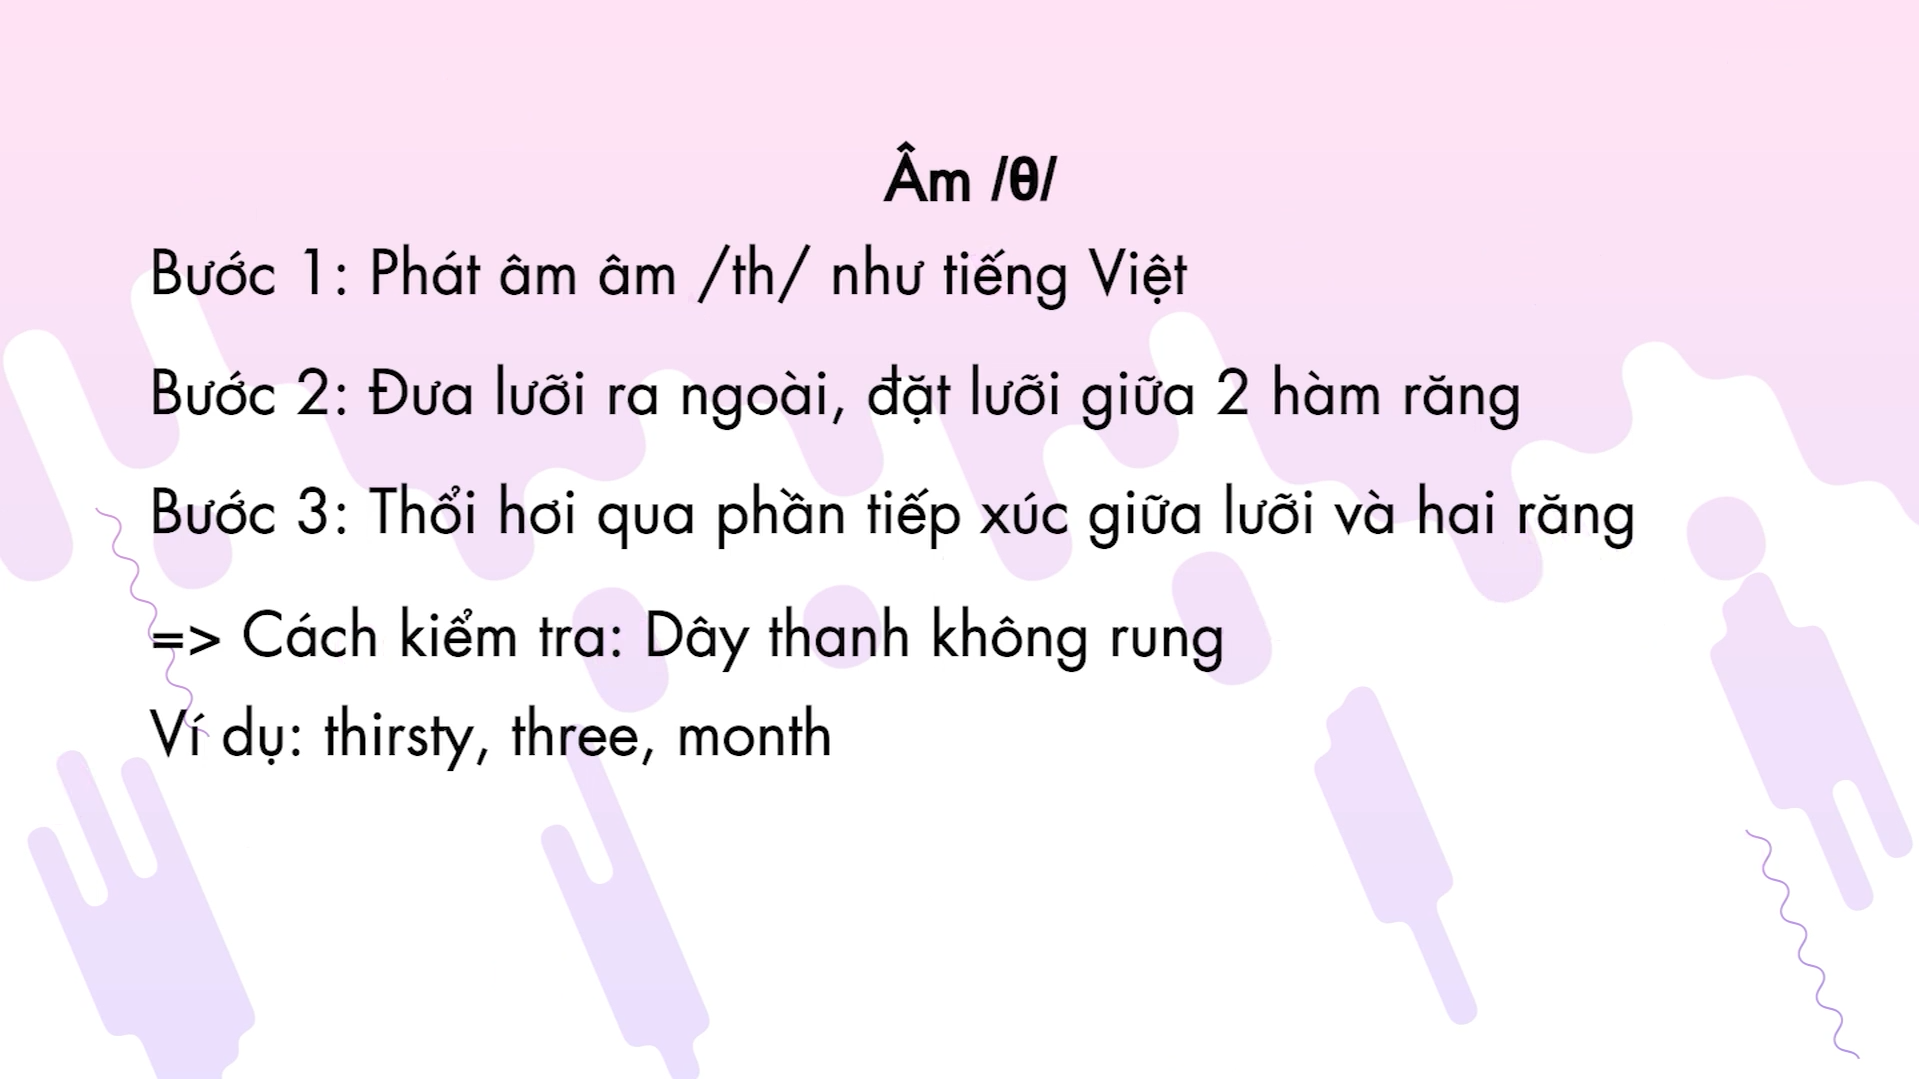 Âm /θ/
Bước 1: Phát âm âm /th/ như tiếng Việt
Bước 2: Đưa lưỡi ra ngoài, đặt lưỡi giữa 2 hàm răng
Bước 3: Thổi hơi qua phần tiếp xúc giữa lưỡi và hai răng
=> Cách kiểm tra: Dây thanh không rung
Ví dụ: thirsty, three, month